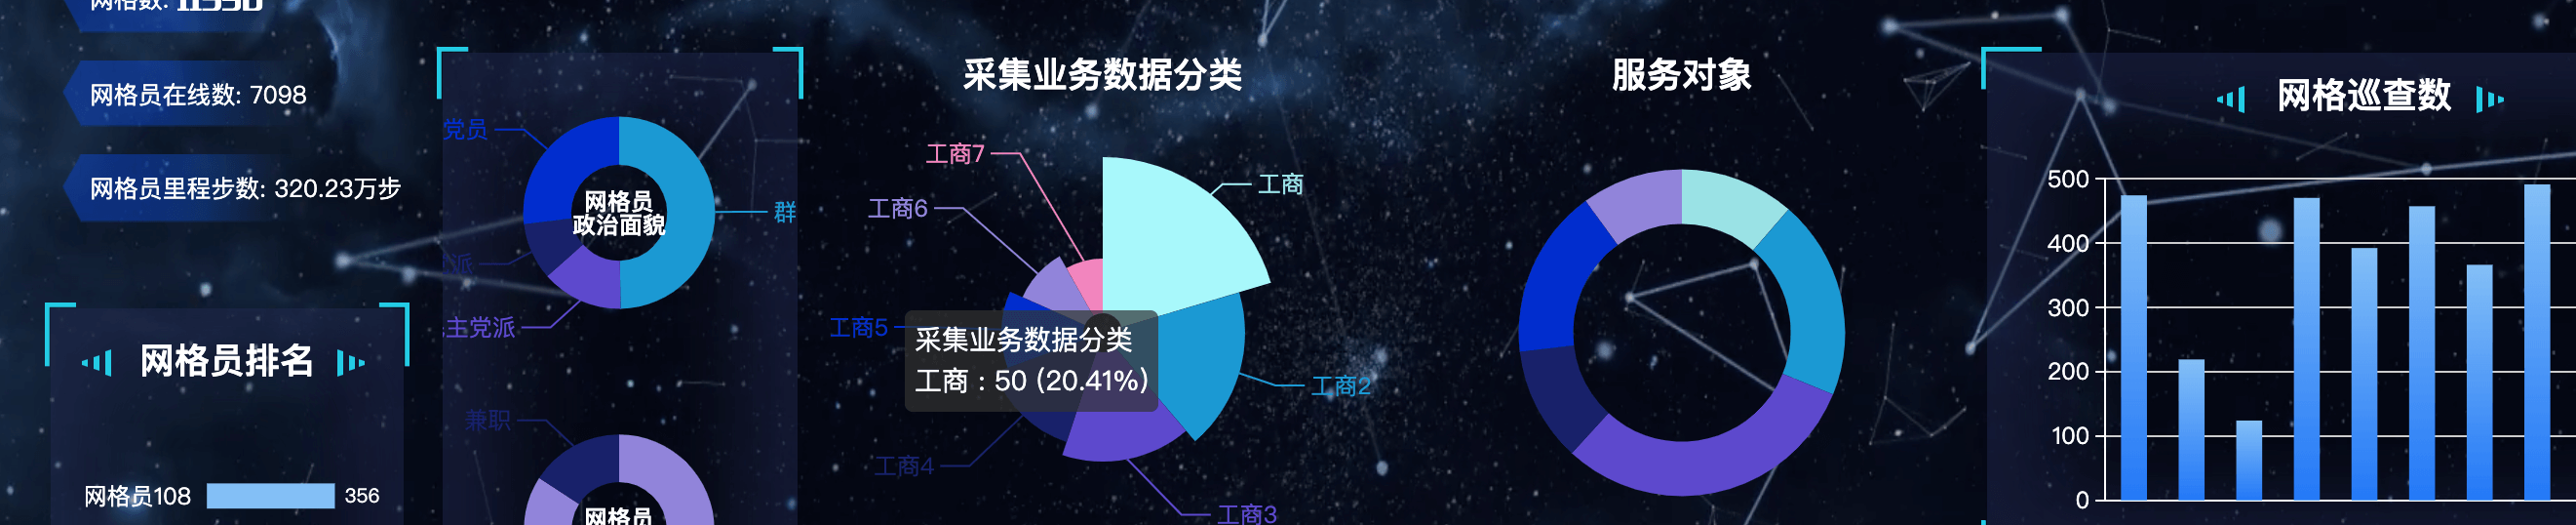 网格数: 11590
网格员在线数: 7098
网格员里程步数: 320.23万步
网格员排名
网格员108
356
党员
群
派
主党派
网格员
政治面貌
兼职
网格员
采集业务数据分类
工商7
工商
工商6
工商5
采集业务数据分类
工商 : 50 (20.41%)
工商2
工商4
工商3
服务对象
网格巡查数
500
400
300
200
100
0